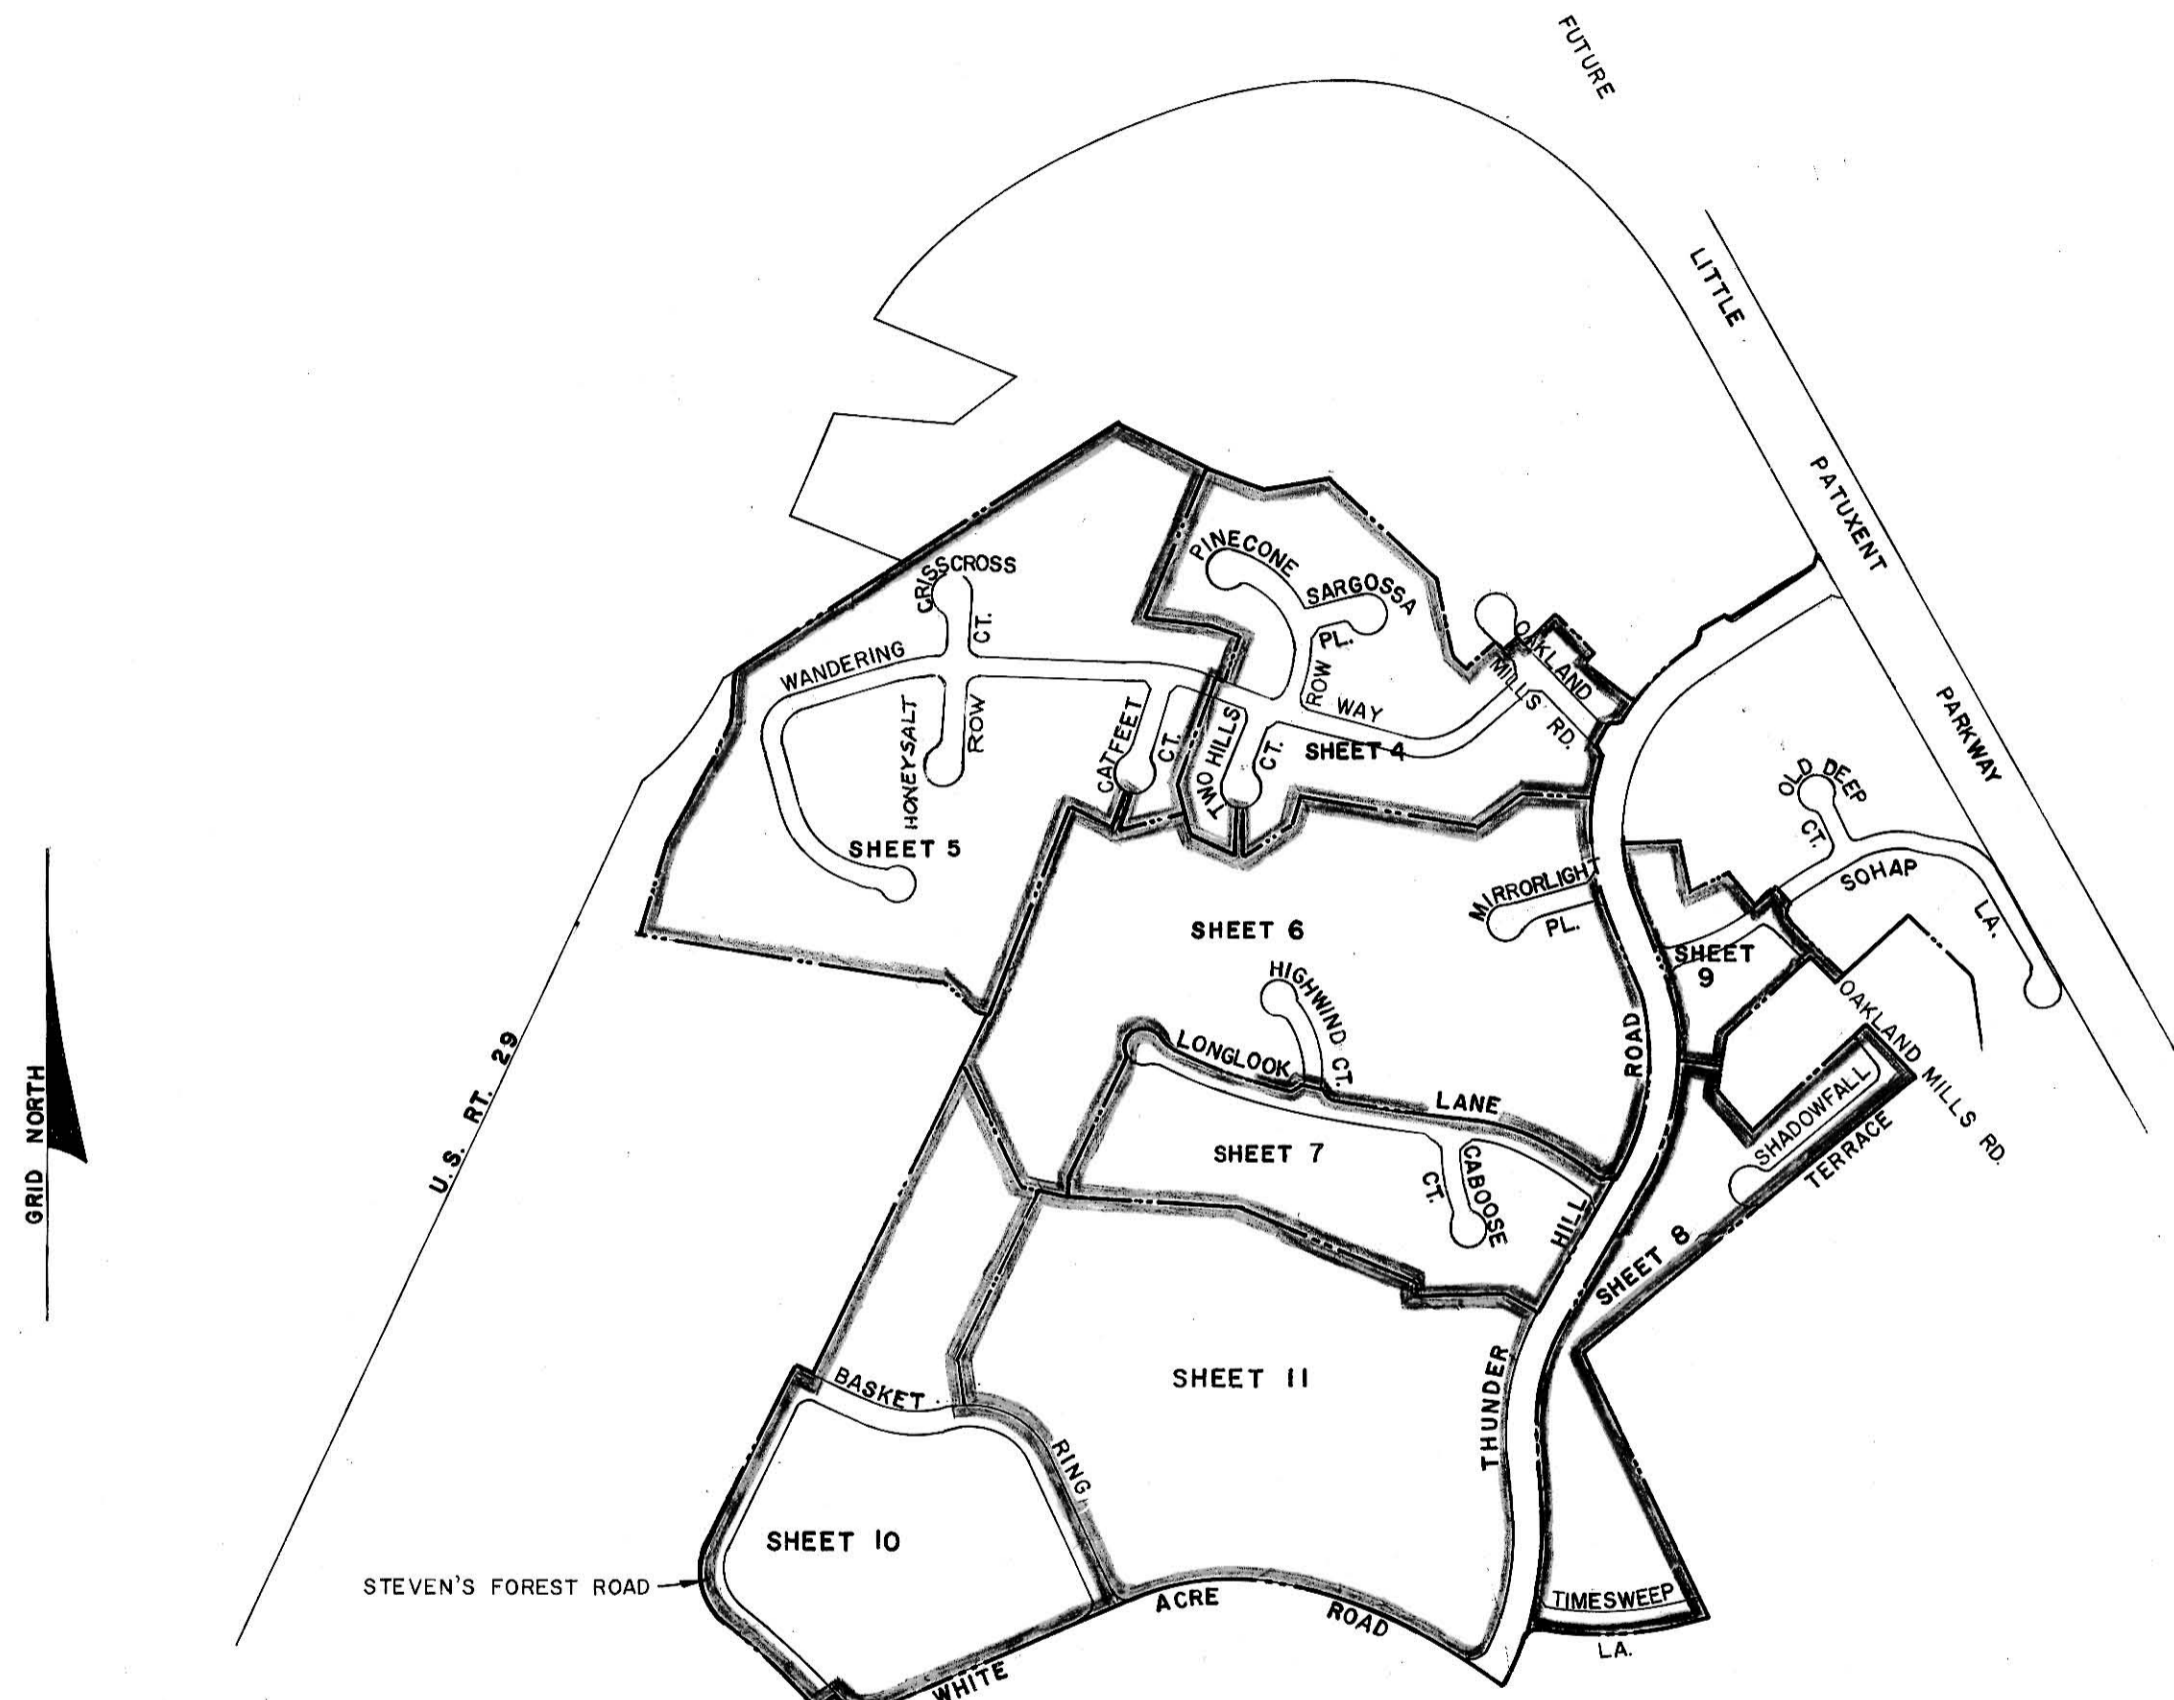 FUTURE
LITTLE PATUXENT PARKWAY
CRISSCROSS CT.
PINECONE ROW
SARGOSSA PL.
WANDERING WAY
OAKLAND MILLS RD.
HONEYSALT ROW
CATFEET CT.
TWO HILLS CT.
SHEET 4
OLD DEEP CT.
SHEET 5
SOHAP LA.
MIRRORLIGHT PL.
SHEET 6
SHEET 9
HIGHWIND CT.
OAKLAND MILLS RD.
U.S. RT. 29
GRID NORTH
LONGLOOK LANE
SHEET 7
CABOOSE CT.
SHADOWFALL TERRACE
SHEET 8
THUNDER HILL ROAD
SHEET 11
BASKET RING
SHEET 10
STEVEN'S FOREST ROAD
WHITE ACRE ROAD
TIMESWEEP LA.